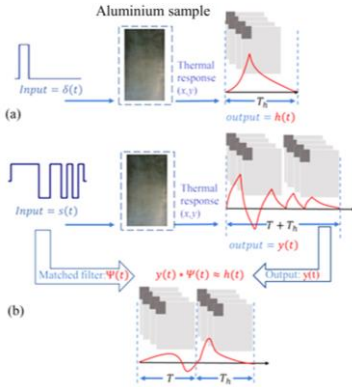 Aluminium sample
Input = δ(t)
Thermal
response
(x,y)
T_h
output = h(t)
(a)
Input = s(t)
Thermal
response
(x,y)
T + T_h
output = y(t)
Matched filter:Ψ(t)
y(t) * Ψ(t) ≈ h(t)
Output: y(t)
(b)
T
T_h